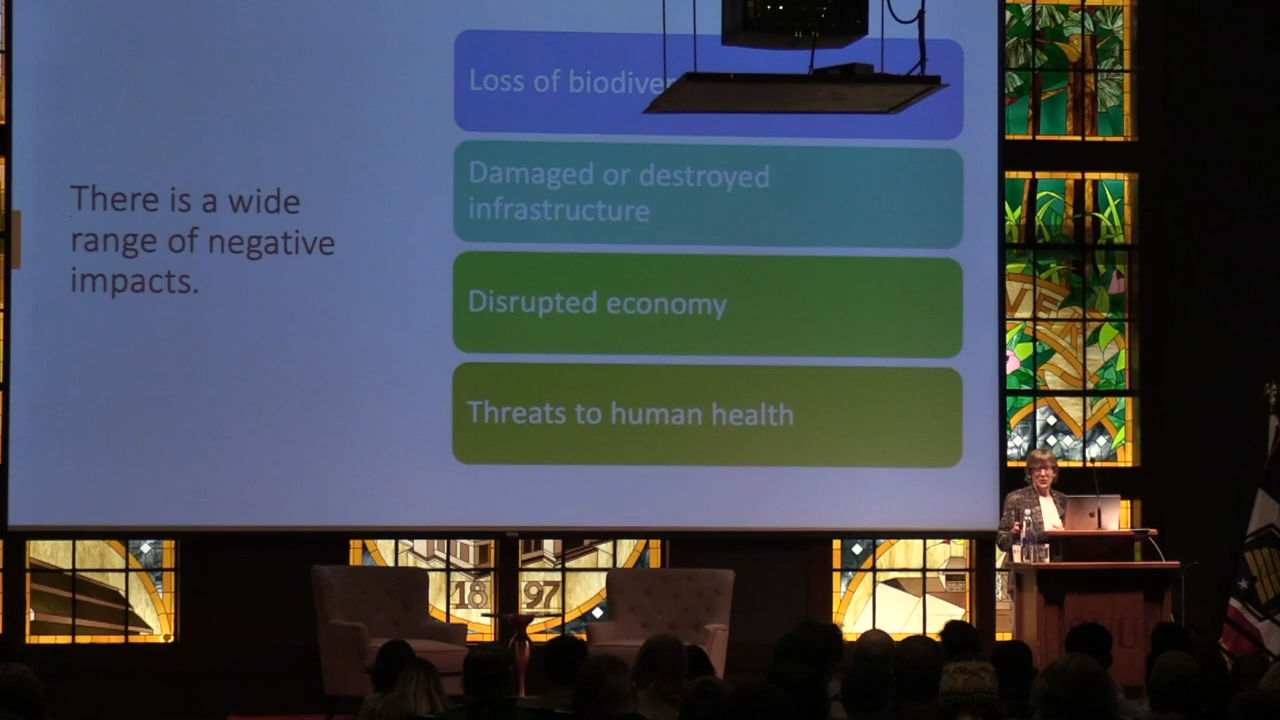 There is a wide
range of negative
impacts.
Loss of
Damaged or destroyed
infrastructure
Disrupted economy
Threats to human health
18 97